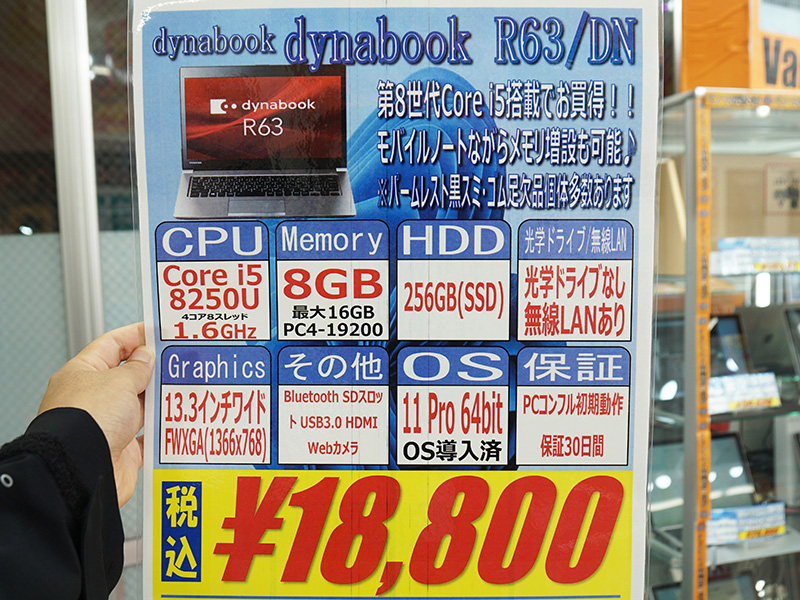 dynabook dynabook R63/DN
dynabook
R63
第8世代Core i5搭載でお買得！！
モバイルノートながらメモリ増設も可能♪
※パームレスト黒スミ・ゴム足欠品個体多数あります
CPU
Core i5
8250U
4コア8スレッド
1.6GHz
Memory
8GB
最大16GB
PC4-19200
HDD
256GB(SSD)
光学ドライブ/無線LAN
光学ドライブなし
無線LANあり
Graphics
13.3インチワイド
FWXGA(1366x768)
その他
Bluetooth SDスロッ
ト USB3.0 HDMI
Webカメラ
OS
11 Pro 64bit
OS導入済
保証
PCコンフル初期動作
保証30日間
税込
¥18,800
Va